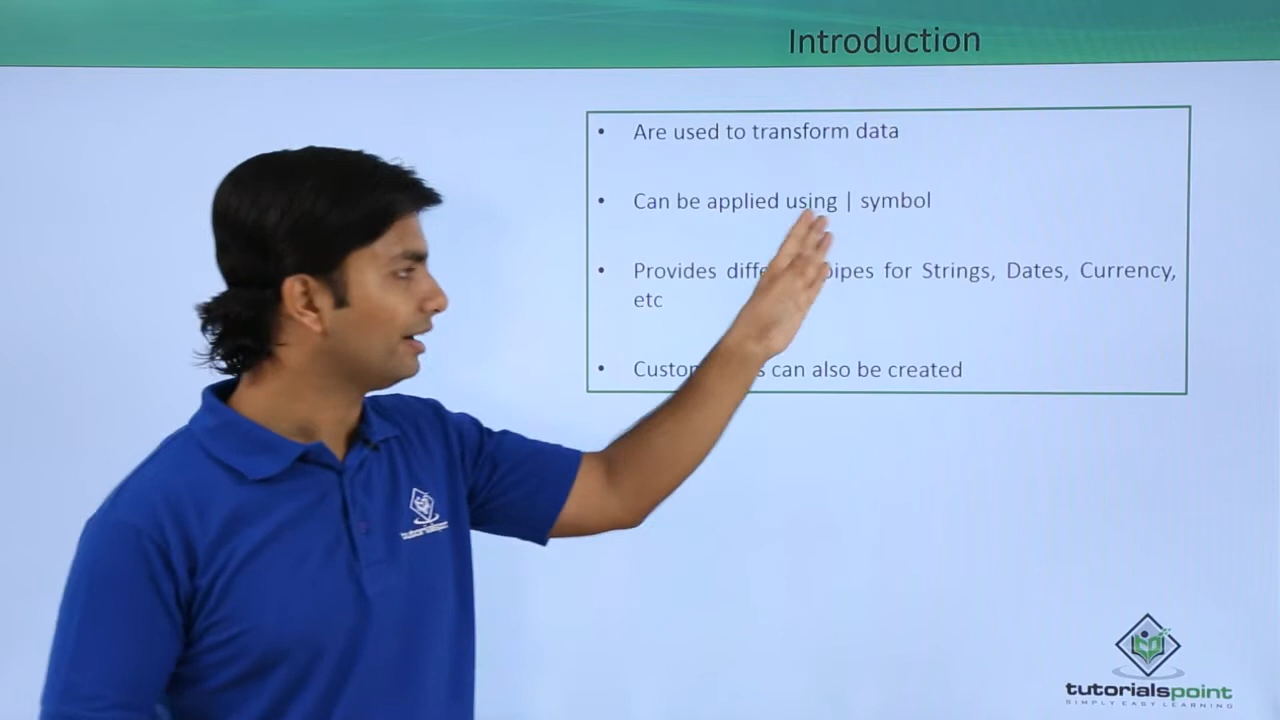 Introduction
• Are used to transform data
• Can be applied using | symbol
• Provides pipes for Strings, Dates, Currency,
etc
• can also be created
tutorialspoint
SIMPLY EASY LEARNING